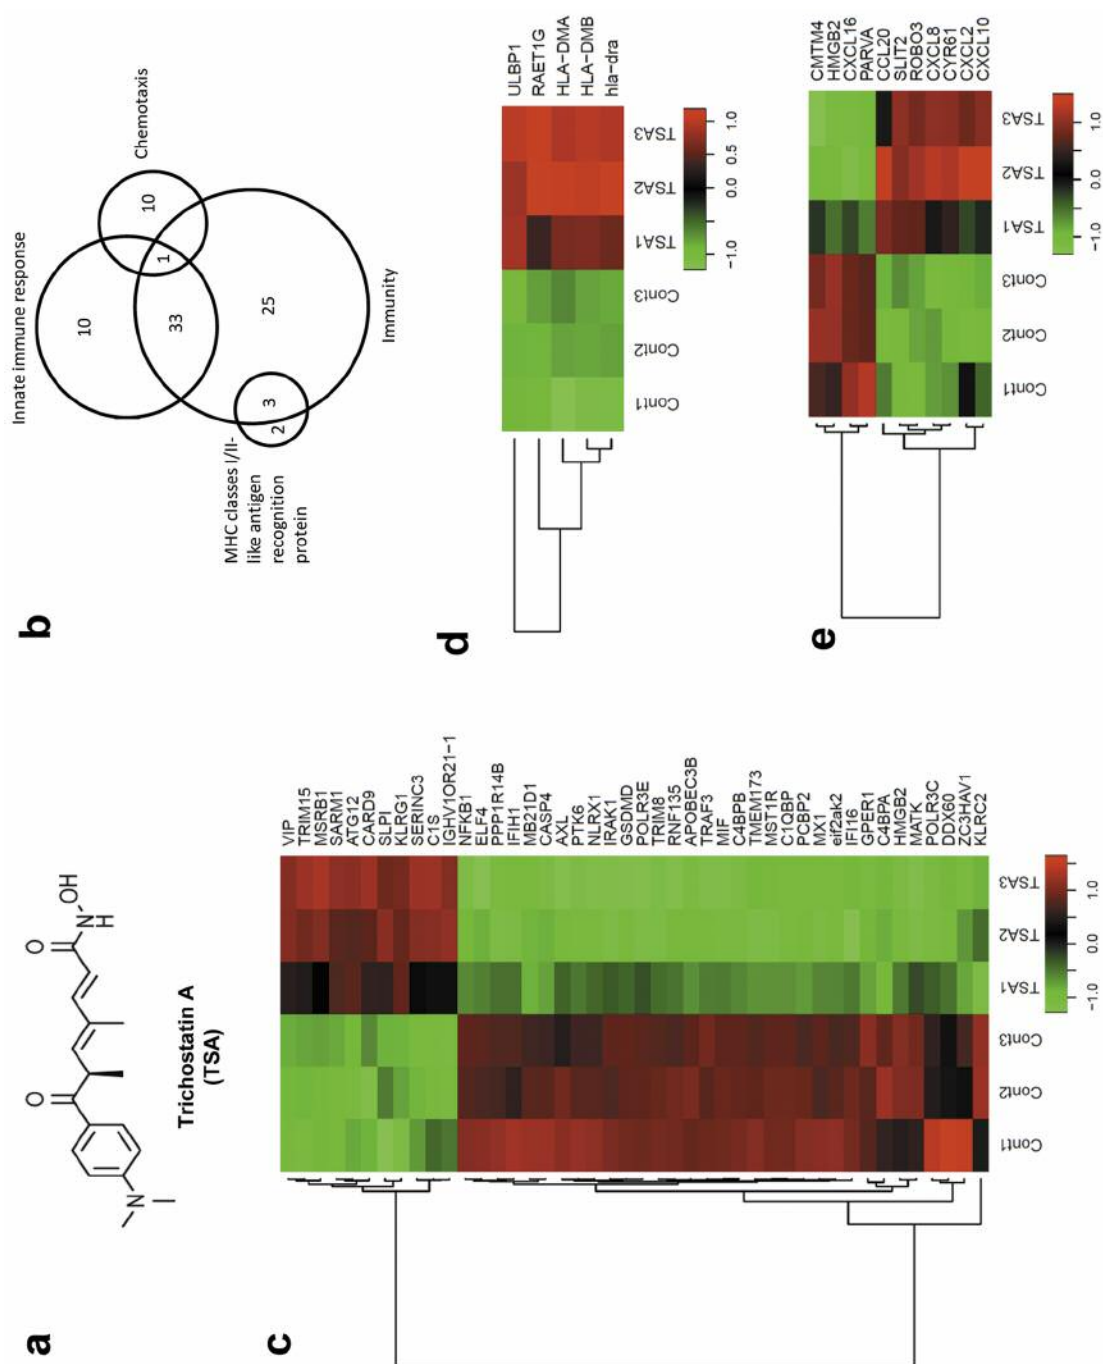 a
O
O
OH
N
H
N
Trichostatin A
(TSA)
b
Innate immune response
Chemotaxis
10
10
1
33
25
3
2
Immunity
MHC classes I/II-
like antigen
recognition
protein
c
VIP
TRIM15
MSRB1
SARM1
ATG12
CARD9
SLPI
KLRG1
SERINC3
C1S
IGHV1OR21-1
NFKB1
ELF4
PPP1R14B
IFIH1
MB21D1
CASP4
AXL
PTK6
NLRX1
IRAK1
GSDMD
POLR3E
TRIM8
RNF135
APOBEC3B
TRAF3
MIF
C4BPB
TMEM173
MST1R
C1QBP
PCBP2
MX1
eif2ak2
IFI16
GPER1
C4BPA
HMGB2
MATK
POLR3C
DDX60
ZC3HAV1
KLRC2
Cont1
Cont2
Cont3
TSA1
TSA2
TSA3
-1.0
0.0
1.0
d
ULBP1
RAET1G
HLA-DMA
HLA-DMB
hla-dra
Cont1
Cont2
Cont3
TSA1
TSA2
TSA3
-1.0
0.0
0.5
1.0
e
CMTM4
HMGB2
CXCL16
PARVA
CCL20
SLIT2
ROBO3
CXCL8
CYR61
CXCL2
CXCL10
Cont1
Cont2
Cont3
TSA1
TSA2
TSA3
-1.0
0.0
1.0